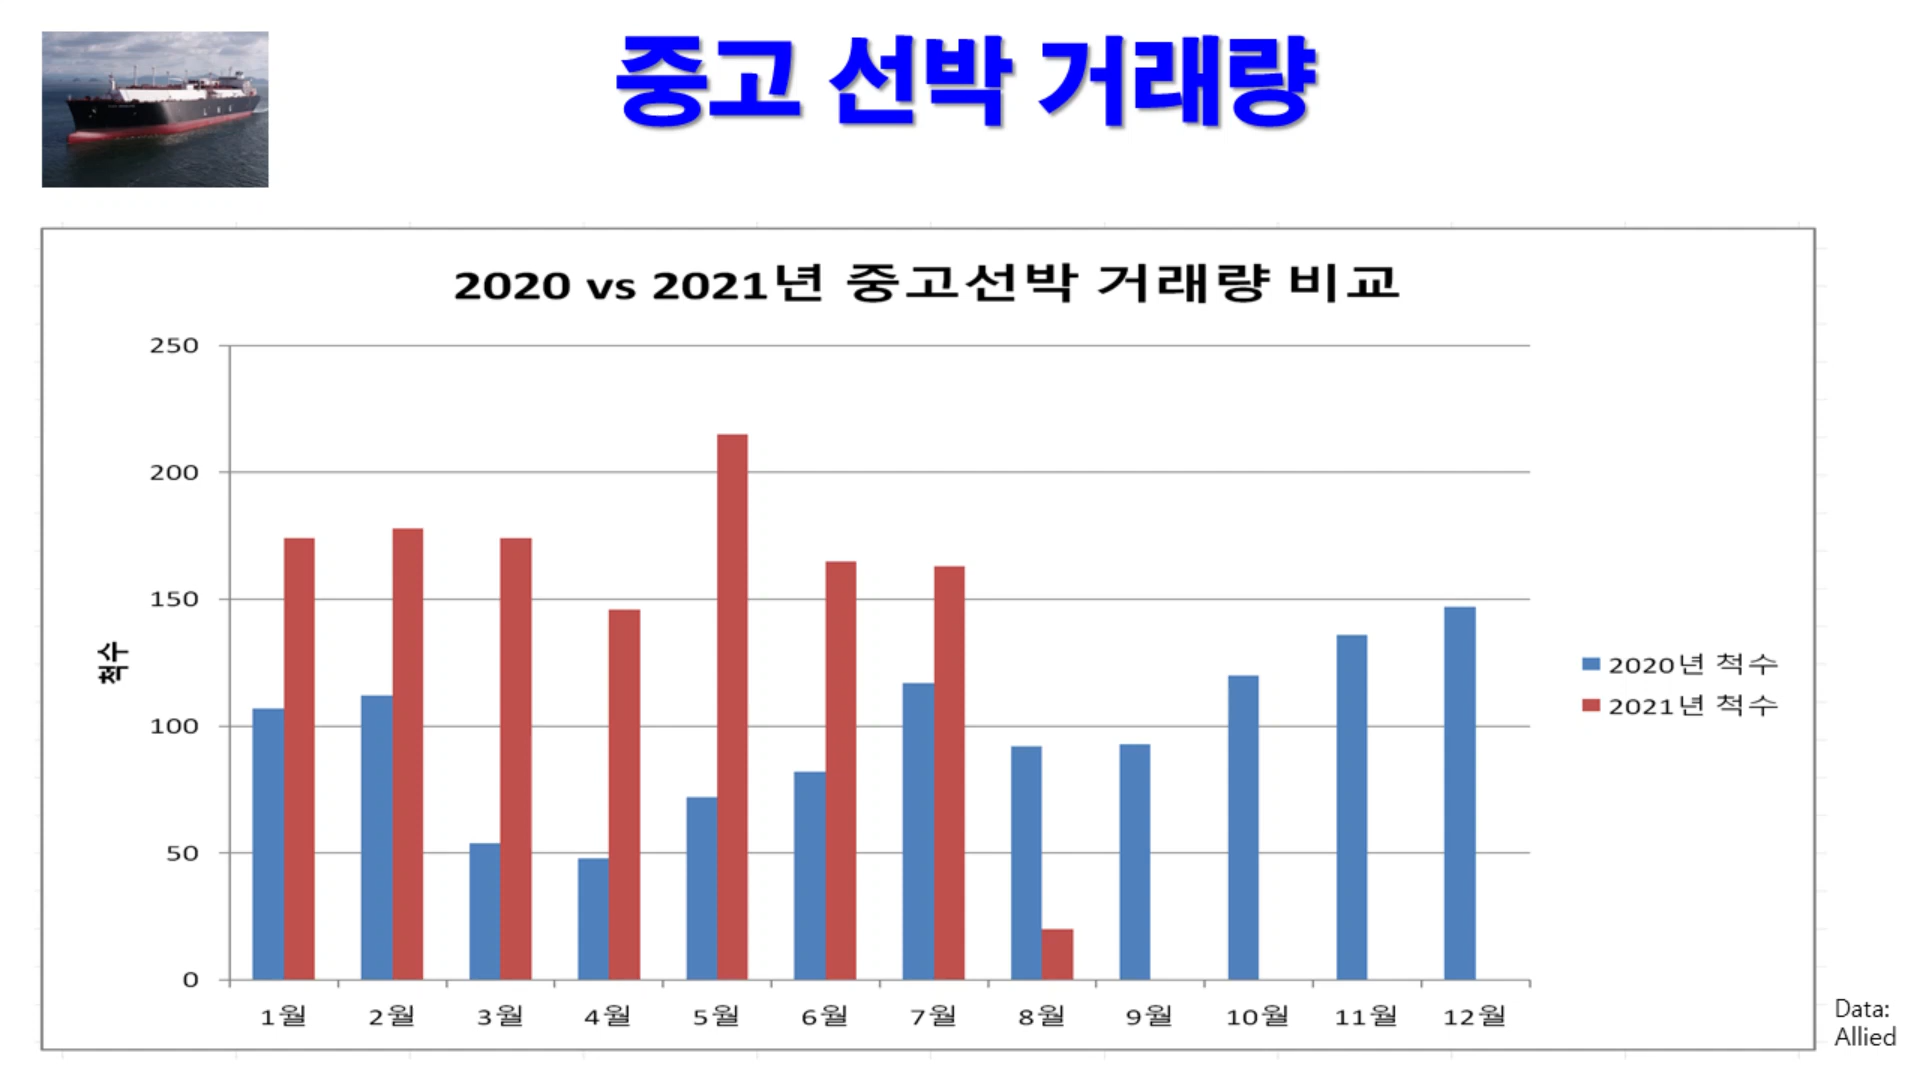 중고 선박 거래량
2020 vs 2021년 중고선박 거래량 비교
250
200
150
100
50
0
척수
1월 2월 3월 4월 5월 6월 7월 8월 9월 10월 11월 12월
2020년 척수
2021년 척수
Data:
Allied